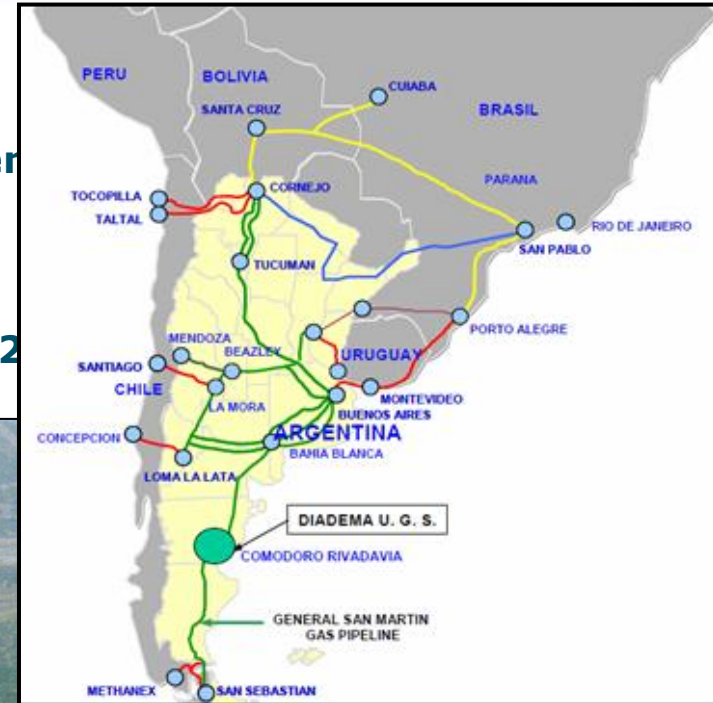 PERU
BOLIVIA
CUIABA
SANTA CRUZ
BRASIL
er
PARANA
TOCOPILLA
CORNEJO
TALTAL
RIO DE JANEIRO
SAN PABLO
TUCUMAN
MENDOZA
PORTO ALEGRE
2
SANTIAGO
BEAZLEY
URUGUAY
CHILE
LA MORA
MONTEVIDEO
BUENOS AIRES
CONCEPCION
ARGENTINA
BAHIA BLANCA
LOMA LA LATA
DIADEMA U. G. S.
COMODORO RIVADAVIA
GENERAL SAN MARTIN
GAS PIPELINE
METHANEX
SAN SEBASTIAN